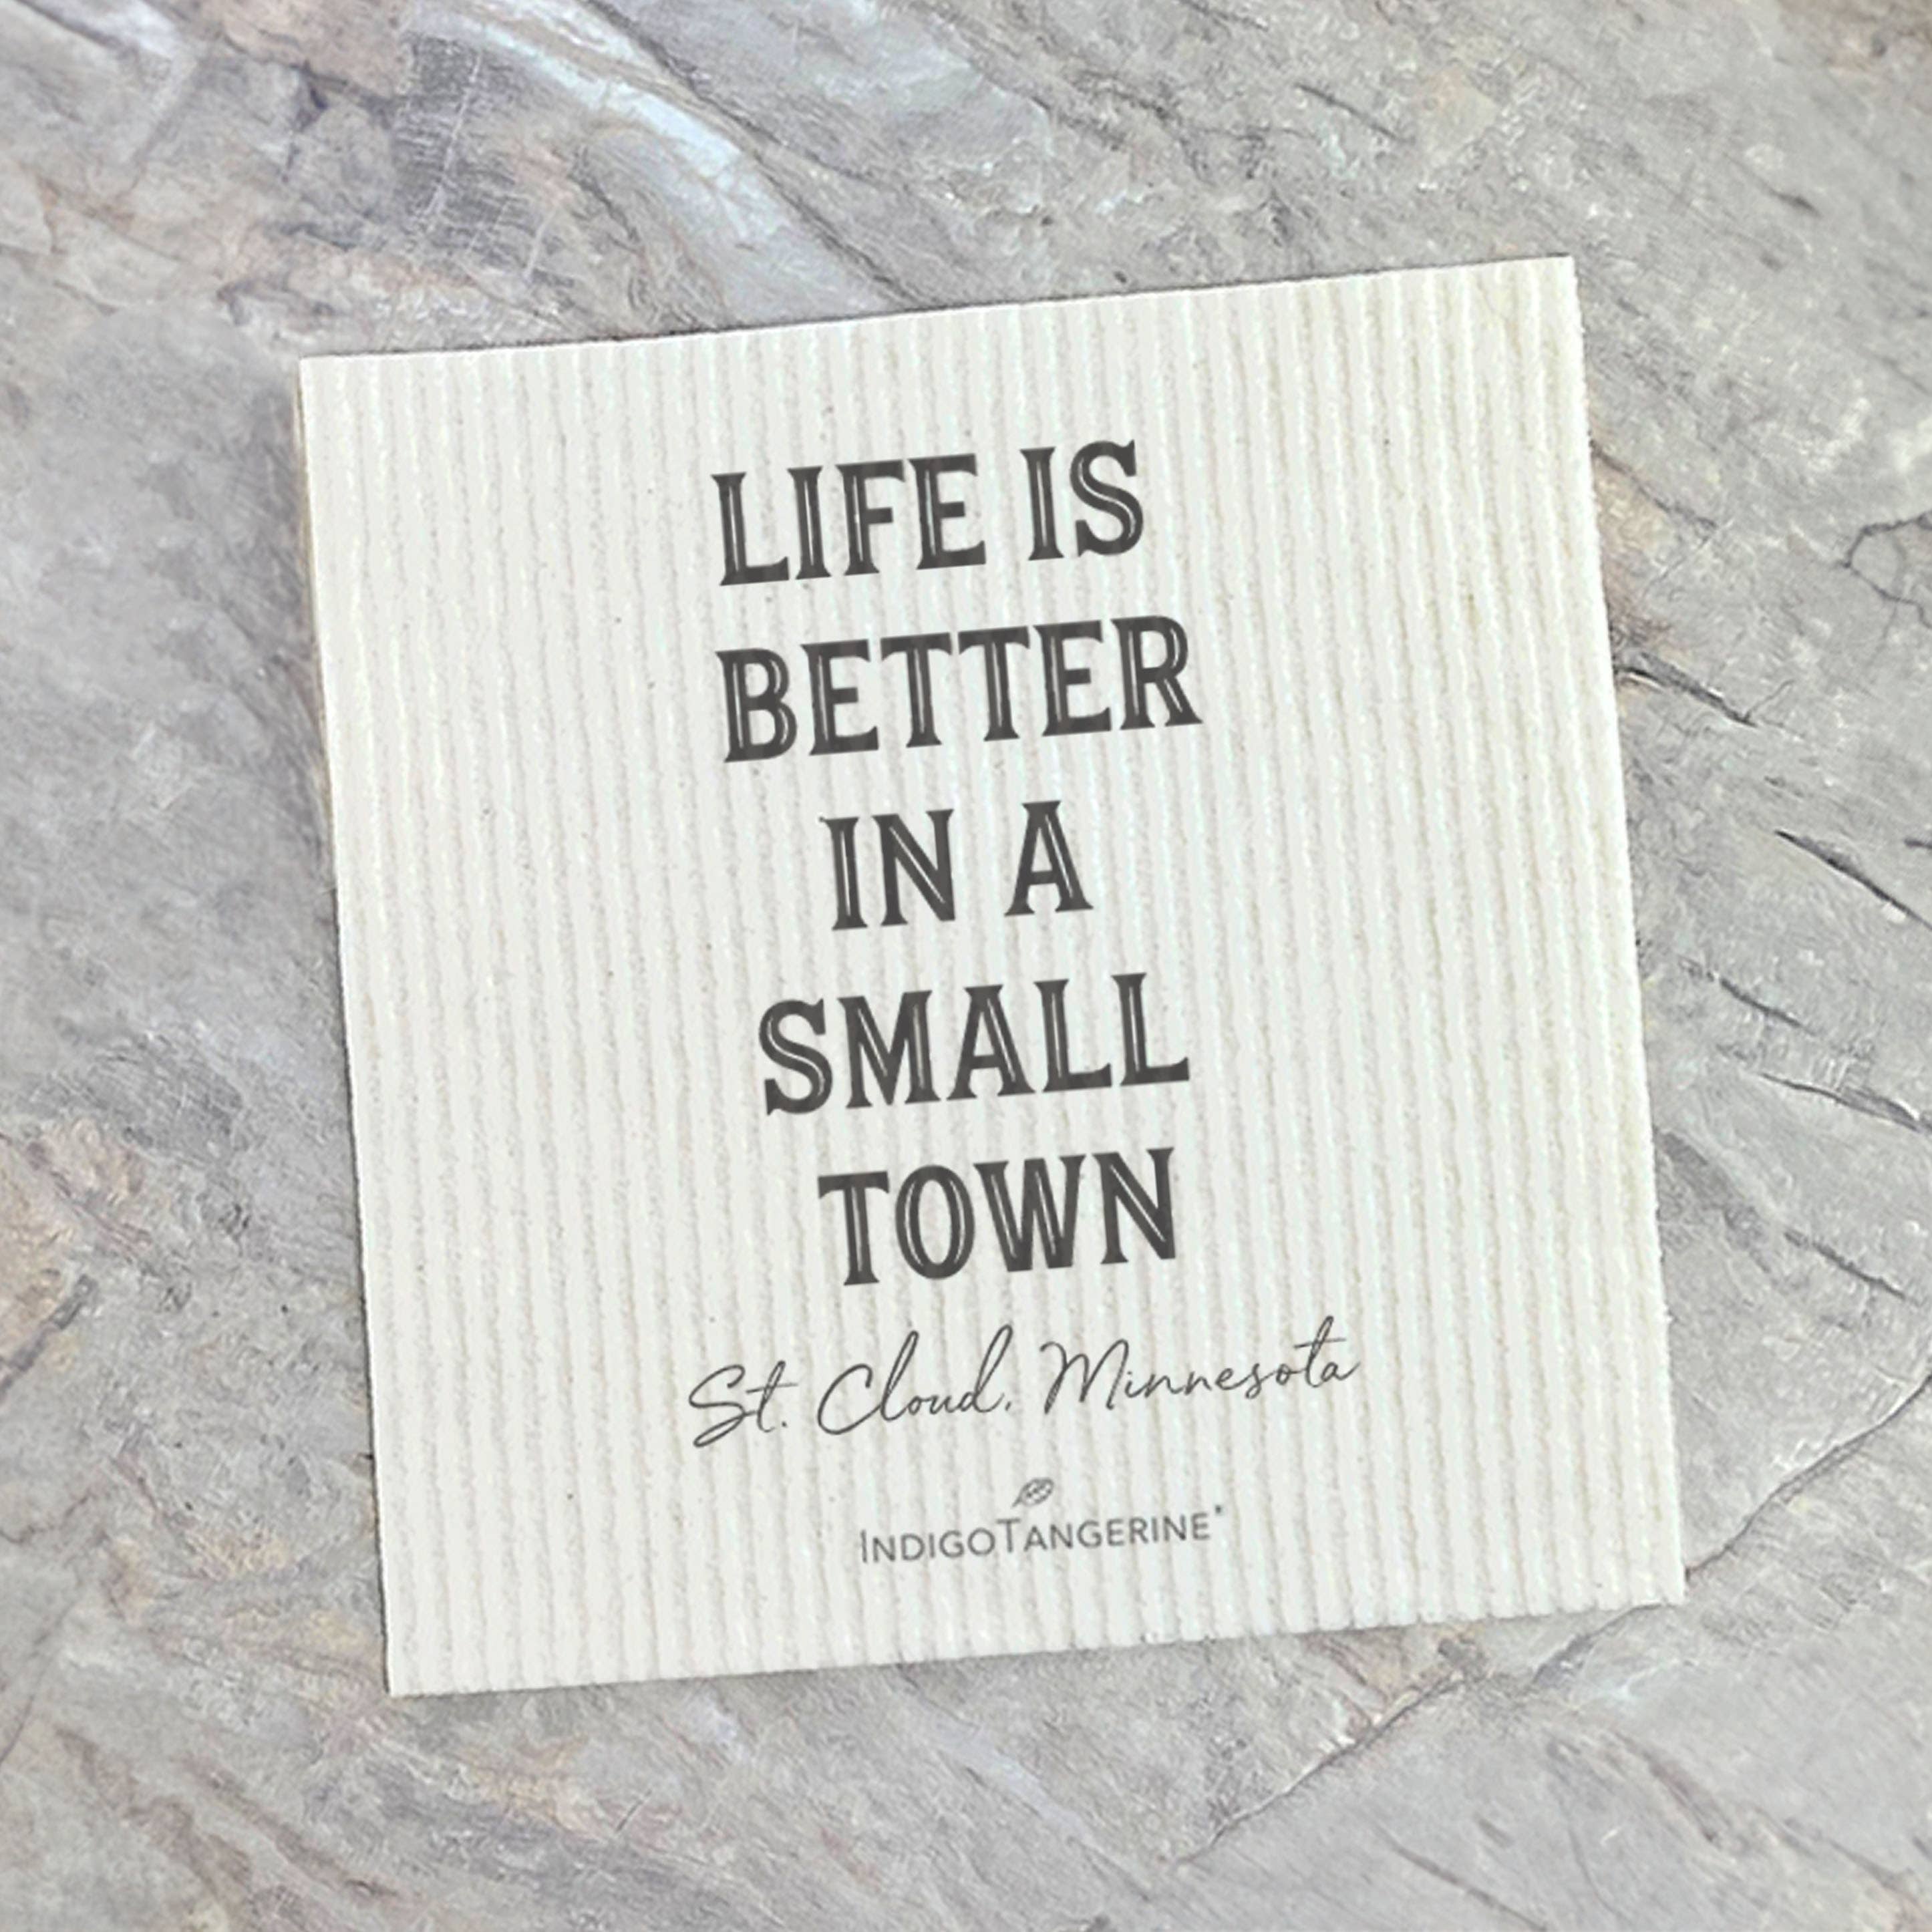 LIFE IS
BETTER
IN A
SMALL
TOWN
St. Cloud, Minnesota
INDIGOTANGERINE